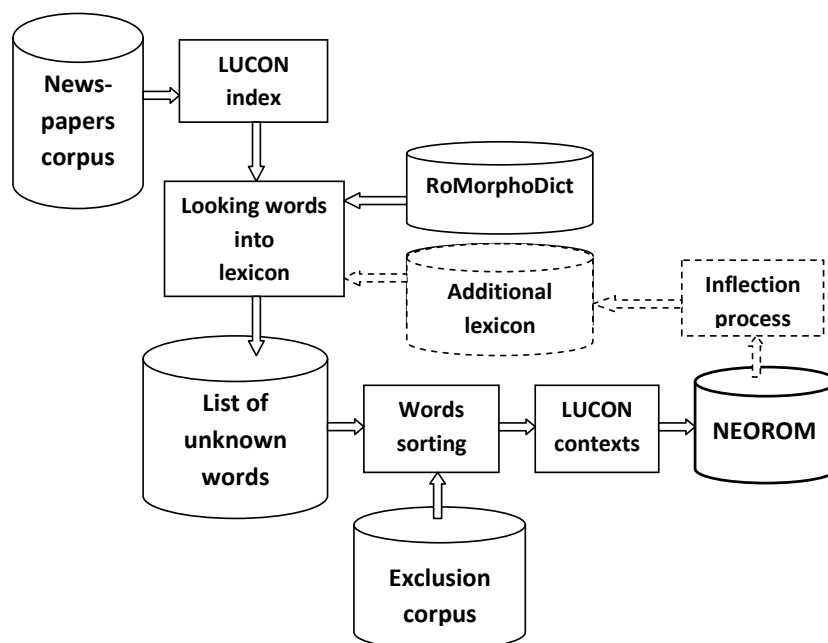 News-
papers
corpus
LUCON
index
RoMorphoDict
Looking words
into
lexicon
Additional
lexicon
Inflection
process
List of
unknown
words
Words
sorting
LUCON
contexts
NEOROM
Exclusion
corpus